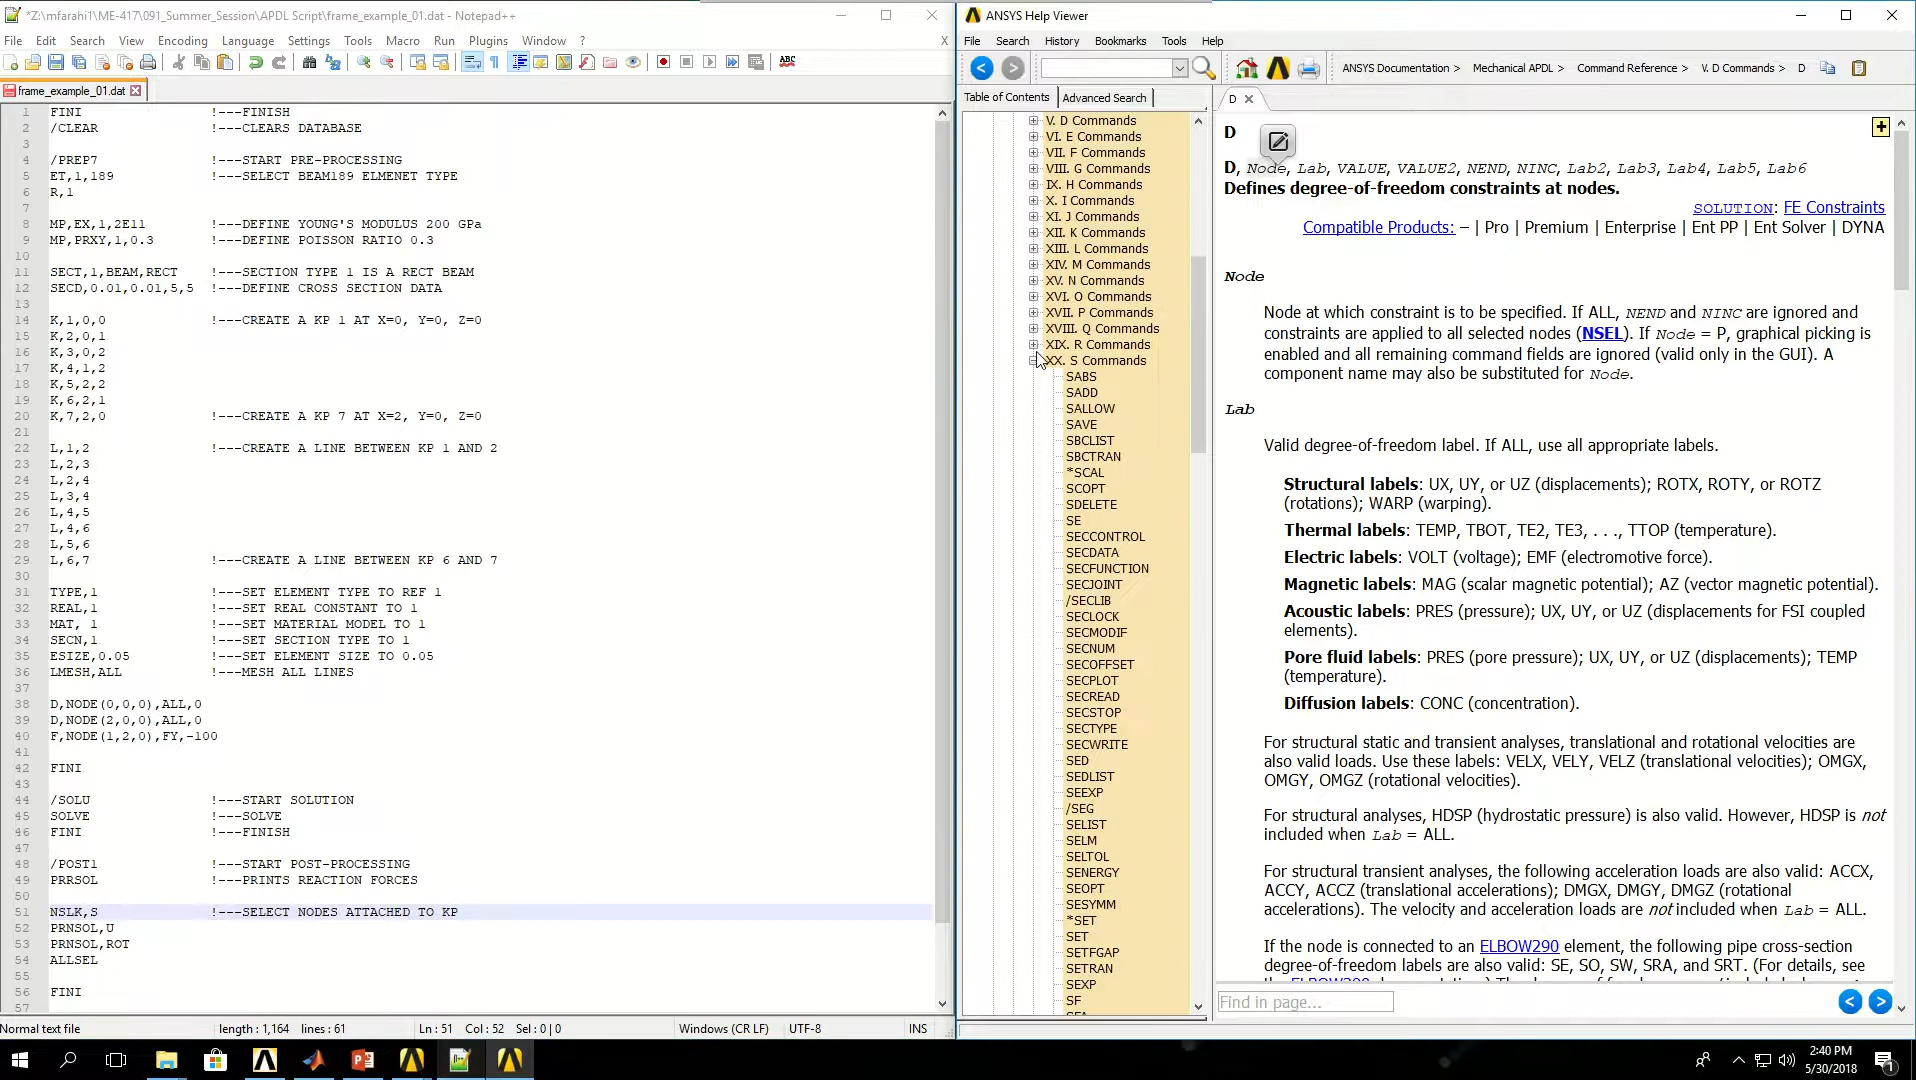 *Z:\mfarahi1\ME-417\091_Summer_Session\APDL Script\frame_example_01.dat - Notepad++
File Edit Search View Encoding Language Settings Tools Macro Run Plugins Window ? X
frame_example_01.dat
1 FINI !---FINISH
2 /CLEAR !---CLEARS DATABASE
3
4 /PREP7 !---START PRE-PROCESSING
5 ET,1,189 !---SELECT BEAM189 ELMENET TYPE
6 R,1
7
8 MP,EX,1,2E11 !---DEFINE YOUNG'S MODULUS 200 GPa
9 MP,PRXY,1,0.3 !---DEFINE POISSON RATIO 0.3
10
11 SECT,1,BEAM,RECT !---SECTION TYPE 1 IS A RECT BEAM
12 SECD,0.01,0.01,5,5 !---DEFINE CROSS SECTION DATA
13
14 K,1,0,0 !---CREATE A KP 1 AT X=0, Y=0, Z=0
15 K,2,0,1
16 K,3,0,2
17 K,4,1,2
18 K,5,2,2
19 K,6,2,1
20 K,7,2,0 !---CREATE A KP 7 AT X=2, Y=0, Z=0
21
22 L,1,2 !---CREATE A LINE BETWEEN KP 1 AND 2
23 L,2,3
24 L,2,4
25 L,3,4
26 L,4,5
27 L,4,6
28 L,5,6
29 L,6,7 !---CREATE A LINE BETWEEN KP 6 AND 7
30
31 TYPE,1 !---SET ELEMENT TYPE TO REF 1
32 REAL,1 !---SET REAL CONSTANT TO 1
33 MAT, 1 !---SET MATERIAL MODEL TO 1
34 SECN,1 !---SET SECTION TYPE TO 1
35 ESIZE,0.05 !---SET ELEMENT SIZE TO 0.05
36 LMESH,ALL !---MESH ALL LINES
37
38 D,NODE(0,0,0),ALL,0
39 D,NODE(2,0,0),ALL,0
40 F,NODE(1,2,0),FY,-100
41
42 FINI
43
44 /SOLU !---START SOLUTION
45 SOLVE !---SOLVE
46 FINI !---FINISH
47
48 /POST1 !---START POST-PROCESSING
49 PRRSOL !---PRINTS REACTION FORCES
50
51 NSLK,S !---SELECT NODES ATTACHED TO KP
52 PRNSOL,U
53 PRNSOL,ROT
54 ALLSEL
55
56 FINI
57
Normal text file length : 1,164 lines : 61 Ln : 51 Col : 52 Sel : 0 | 0 Windows (CR LF) UTF-8 INS
ANSYS Help Viewer
File Search History Bookmarks Tools Help
ANSYS Documentation > Mechanical APDL > Command Reference > V. D Commands > D
Table of Contents Advanced Search
V. D Commands
VI. E Commands
VII. F Commands
VIII. G Commands
IX. H Commands
X. I Commands
XI. J Commands
XII. K Commands
XIII. L Commands
XIV. M Commands
XV. N Commands
XVI. O Commands
XVII. P Commands
XVIII. Q Commands
XIX. R Commands
XX. S Commands
SABS
SADD
SALLOW
SAVE
SBCLIST
SBCTRAN
*SCAL
SCOPT
SDELETE
SE
SECCONTROL
SECDATA
SECFUNCTION
SECJOINT
/SECLIB
SECLOCK
SECMODIF
SECNUM
SECOFFSET
SECPLOT
SECREAD
SECSTOP
SECTYPE
SECWRITE
SED
SEDLIST
SEEXP
/SEG
SELIST
SELM
SELTOL
SENERGY
SEOPT
SESYMM
*SET
SET
SETFGAP
SETRAN
SEXP
SF
D
D
D, Node, Lab, VALUE, VALUE2, NEND, NINC, Lab2, Lab3, Lab4, Lab5, Lab6
Defines degree-of-freedom constraints at nodes.
SOLUTION: FE Constraints
Compatible Products: – | Pro | Premium | Enterprise | Ent PP | Ent Solver | DYNA
Node
Node at which constraint is to be specified. If ALL, NEND and NINC are ignored and
constraints are applied to all selected nodes (NSEL). If Node = P, graphical picking is
enabled and all remaining command fields are ignored (valid only in the GUI). A
component name may also be substituted for Node.
Lab
Valid degree-of-freedom label. If ALL, use all appropriate labels.
Structural labels: UX, UY, or UZ (displacements); ROTX, ROTY, or ROTZ
(rotations); WARP (warping).
Thermal labels: TEMP, TBOT, TE2, TE3, . . ., TTOP (temperature).
Electric labels: VOLT (voltage); EMF (electromotive force).
Magnetic labels: MAG (scalar magnetic potential); AZ (vector magnetic potential).
Acoustic labels: PRES (pressure); UX, UY, or UZ (displacements for FSI coupled
elements).
Pore fluid labels: PRES (pore pressure); UX, UY, or UZ (displacements); TEMP
(temperature).
Diffusion labels: CONC (concentration).
For structural static and transient analyses, translational and rotational velocities are
also valid loads. Use these labels: VELX, VELY, VELZ (translational velocities); OMGX,
OMGY, OMGZ (rotational velocities).
For structural analyses, HDSP (hydrostatic pressure) is also valid. However, HDSP is not
included when Lab = ALL.
For structural transient analyses, the following acceleration loads are also valid: ACCX,
ACCY, ACCZ (translational accelerations); DMGX, DMGY, DMGZ (rotational
accelerations). The velocity and acceleration loads are not included when Lab = ALL.
If the node is connected to an ELBOW290 element, the following pipe cross-section
degree-of-freedom labels are also valid: SE, SO, SW, SRA, and SRT. (For details, see
Find in page...
2:40 PM
5/30/2018